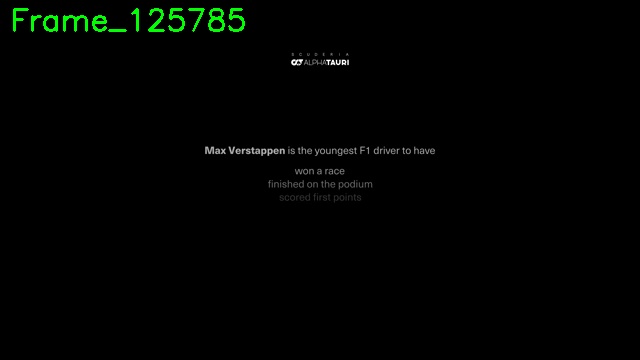 Frame_125785
SCUDERIA
ALPHATAURI
Max Verstappen is the youngest F1 driver to have
won a race
finished on the podium
scored first points